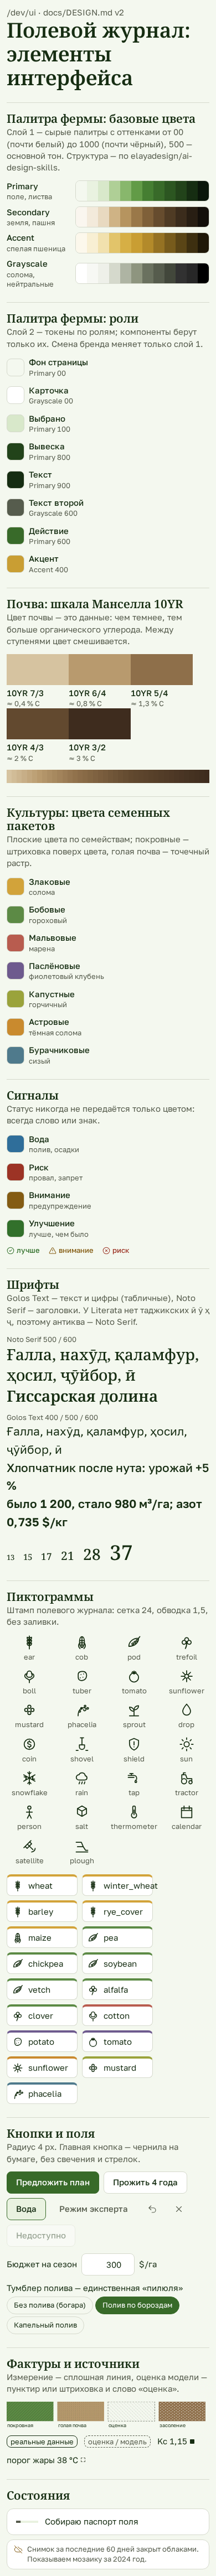 /dev/ui · docs/DESIGN.md v2
Полевой журнал:
элементы
интерфейса
Палитра фермы: базовые цвета
Слой 1 — сырые палитры с оттенками от 00
(почти белый) до 1000 (почти чёрный), 500 —
основной тон. Структура — по elayadesign/ai-
design-skills.
Primary
поле, листва
Secondary
земля, пашня
Accent
спелая пшеница
Grayscale
солома,
нейтральные
Палитра фермы: роли
Слой 2 — токены по ролям; компоненты берут
только их. Смена бренда меняет только слой 1.
Фон страницы
Primary 00
Карточка
Grayscale 00
Выбрано
Primary 100
Вывеска
Primary 800
Текст
Primary 900
Текст второй
Grayscale 600
Действие
Primary 600
Акцент
Accent 400
Почва: шкала Манселла 10YR
Цвет почвы — это данные: чем темнее, тем
больше органического углерода. Между
ступенями цвет смешивается.
10YR 7/3
≈ 0,4 % C
10YR 6/4
≈ 0,8 % C
10YR 5/4
≈ 1,3 % C
10YR 4/3
≈ 2 % C
10YR 3/2
≈ 3 % C
Культуры: цвета семенных
пакетов
Плоские цвета по семействам; покровные —
штриховка поверх цвета, голая почва — точечный
растр.
Злаковые
солома
Бобовые
гороховый
Мальвовые
марена
Паслёновые
фиолетовый клубень
Капустные
горчичный
Астровые
тёмная солома
Бурачниковые
сизый
Сигналы
Статус никогда не передаётся только цветом:
всегда слово или знак.
Вода
полив, осадки
Риск
провал, запрет
Внимание
предупреждение
Улучшение
лучше, чем было
лучше внимание риск
Шрифты
Golos Text — текст и цифры (табличные), Noto
Serif — заголовки. У Literata нет таджикских ӣ ӯ қ
ҷ ҳ, поэтому антиква — Noto Serif.
Noto Serif 500 / 600
Ғалла, нахӯд, қаламфур,
ҳосил, ҷуйбор, ӣ
Гиссарская долина
Golos Text 400 / 500 / 600
Ғалла, нахӯд, қаламфур, ҳосил,
ҷуйбор, ӣ
Хлопчатник после нута: урожай +5
%
было 1 200, стало 980 м³/га; азот
0,735 $/кг
13 15 17 21 28 37
Пиктограммы
Штамп полевого журнала: сетка 24, обводка 1,5,
без заливки.
ear cob pod trefoil
boll tuber tomato sunflower
mustard phacelia sprout drop
coin shovel shield sun
snowflake rain tap tractor
person salt thermometer calendar
satellite plough
wheat winter_wheat
barley rye_cover
maize pea
chickpea soybean
vetch alfalfa
clover cotton
potato tomato
sunflower mustard
phacelia
Кнопки и поля
Радиус 4 px. Главная кнопка — чернила на
бумаге, без свечения и стрелок.
Предложить план Прожить 4 года
Вода Режим эксперта
Недоступно
Бюджет на сезон 300 $/га
Тумблер полива — единственная «пилюля»
Без полива (богара) Полив по бороздам
Капельный полив
Фактуры и источники
Измерение — сплошная линия, оценка модели —
пунктир или штриховка и слово «оценка».
покровная голая почва оценка засоление
реальные данные оценка / модель Kc 1,15
порог жары 38 °C
Состояния
Собираю паспорт поля
Снимок за последние 60 дней закрыт облаками.
Показываем мозаику за 2024 год.